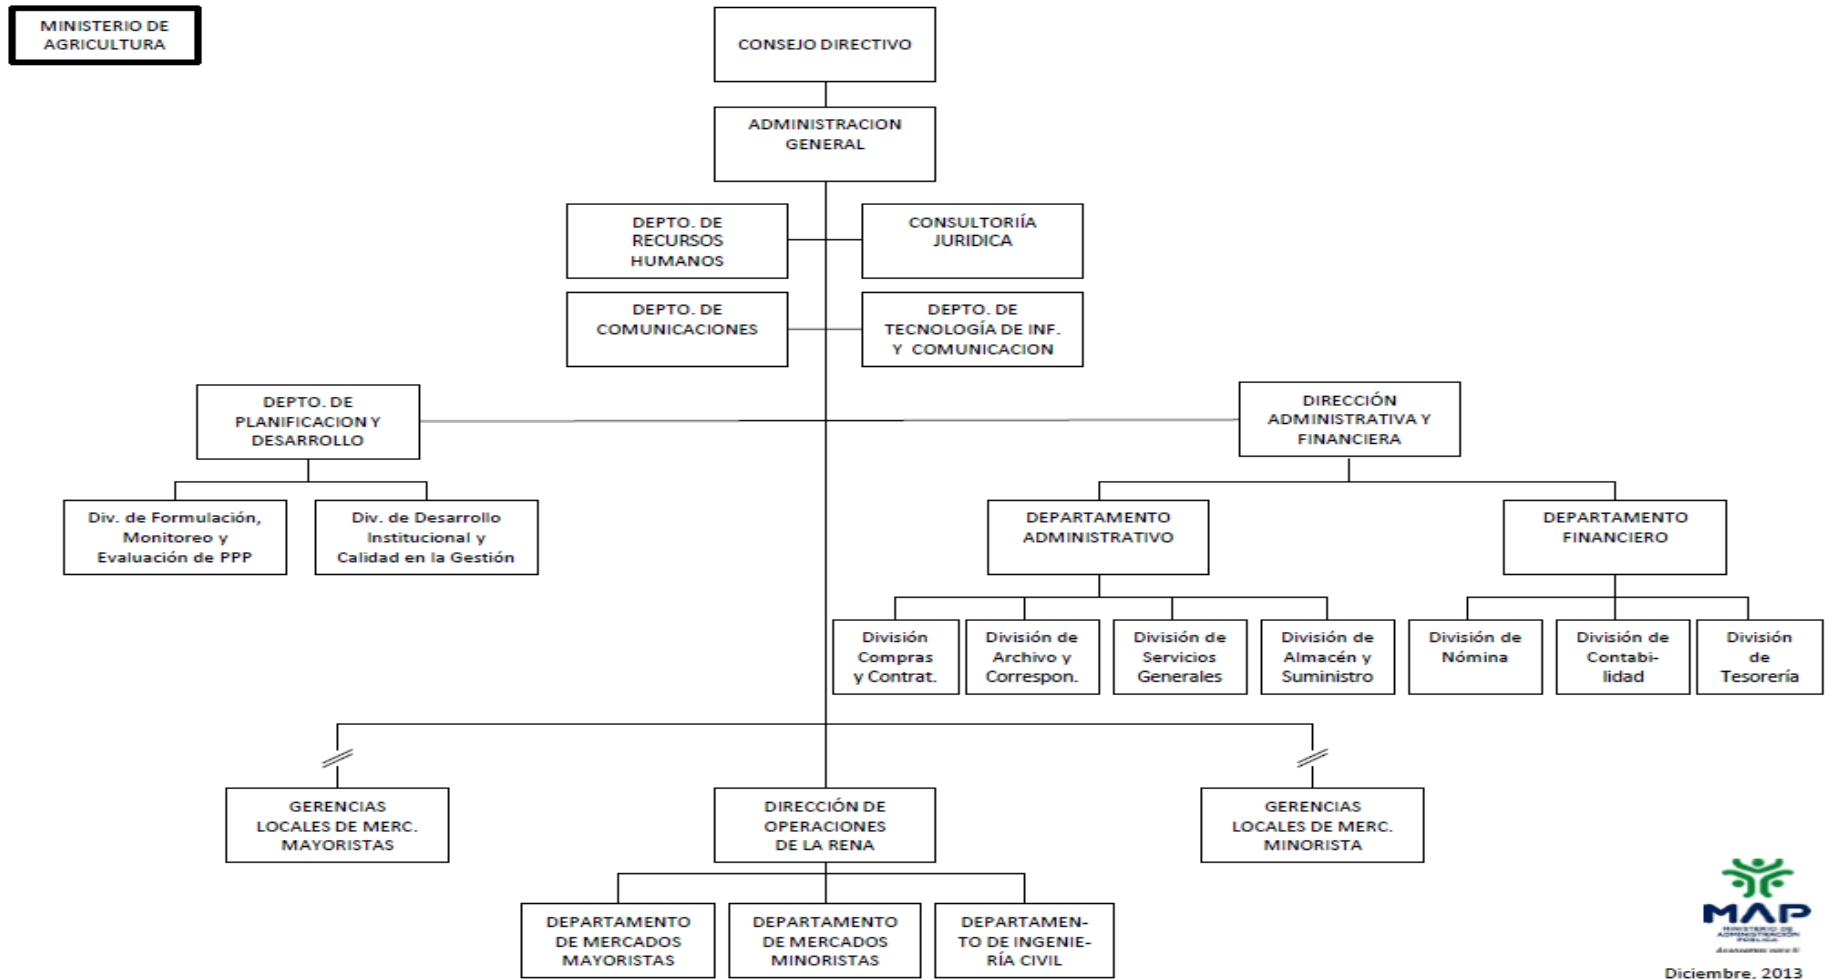 MINISTERIO DE
AGRICULTURA
CONSEJO DIRECTIVO
ADMINISTRACION
GENERAL
DEPTO. DE
RECURSOS
HUMANOS
CONSULTORIÍA
JURIDICA
DEPTO. DE
COMUNICACIONES
DEPTO. DE
TECNOLOGÍA DE INF.
Y COMUNICACION
DEPTO. DE
PLANIFICACION Y
DESARROLLO
DIRECCIÓN
ADMINISTRATIVA Y
FINANCIERA
Div. de Formulación,
Monitoreo y
Evaluación de PPP
Div. de Desarrollo
Institucional y
Calidad en la Gestión
DEPARTAMENTO
ADMINISTRATIVO
DEPARTAMENTO
FINANCIERO
División
Compras
y Contrat.
División de
Archivo y
Correspon.
División de
Servicios
Generales
División de
Almacén y
Suministro
División de
Nómina
División de
Contabi-
lidad
División
de
Tesorería
GERENCIAS
LOCALES DE MERC.
MAYORISTAS
DIRECCIÓN DE
OPERACIONES
DE LA RENA
GERENCIAS
LOCALES DE MERC.
MINORISTA
DEPARTAMENTO
DE MERCADOS
MAYORISTAS
DEPARTAMENTO
DE MERCADOS
MINORISTAS
DEPARTAMEN-
TO DE INGENIE-
RÍA CIVIL
MAP
MINISTERIO DE
ADMINISTRACIÓN
PÚBLICA
Diciembre, 2013